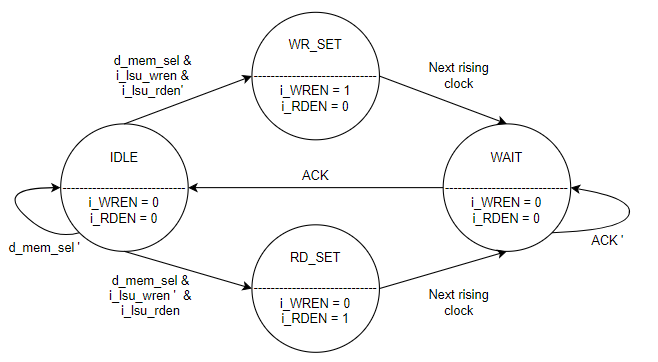 WR_SET
i_WREN = 1
i_RDEN = 0
d_mem_sel &
i_lsu_wren &
i_lsu_rden'
Next rising
clock
IDLE
i_WREN = 0
i_RDEN = 0
ACK
WAIT
i_WREN = 0
i_RDEN = 0
d_mem_sel '
ACK '
d_mem_sel &
i_lsu_wren ' &
i_lsu_rden
RD_SET
i_WREN = 0
i_RDEN = 1
Next rising
clock